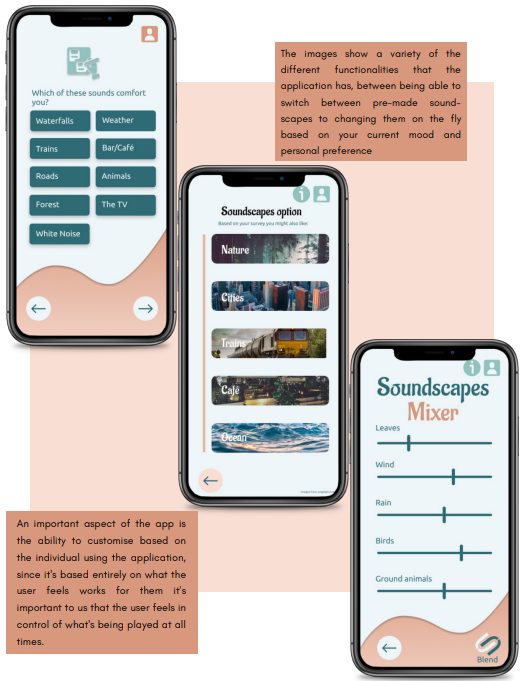 Which of these sounds comfort
you?
Waterfalls
Weather
Trains
Bar/Café
Roads
Animals
Forest
The TV
White Noise
The images show a variety of the
different functionalities that the
application has, between being able to
switch between pre-made sound-
scapes to changing them on the fly
based on your current mood and
personal preference
Soundscapes option
Based on your survey you might also like:
Nature
Cities
Trains
Café
Ocean
Soundscapes
Mixer
Leaves
Wind
Rain
Birds
Ground animals
Blend
An important aspect of the app is
the ability to customise based on
the individual using the application,
since it's based entirely on what the
user feels works for them it's
important to us that the user feels in
control of what's being played at all
times.